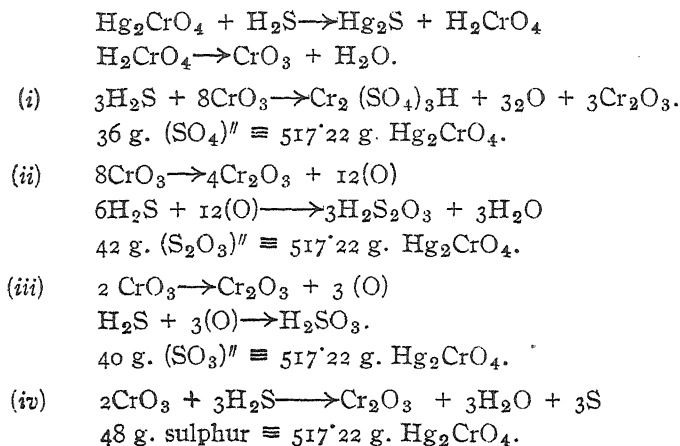 Hg₂CrO₄ + H₂S⟶Hg₂S + H₂CrO₄
H₂CrO₄⟶CrO₃ + H₂O.
(i) 3H₂S + 8CrO₃⟶Cr₂ (SO₄)₃H + 32O + 3Cr₂O₃.
36 g. (SO₄)″ ≡ 517·22 g. Hg₂CrO₄.
(ii) 8CrO₃⟶4Cr₂O₃ + 12(O)
6H₂S + 12(O)⟶3H₂S₂O₃ + 3H₂O
42 g. (S₂O₃)″ ≡ 517·22 g. Hg₂CrO₄.
(iii) 2 CrO₃⟶Cr₂O₃ + 3 (O)
H₂S + 3(O)⟶H₂SO₃.
40 g. (SO₃)″ ≡ 517·22 g. Hg₂CrO₄.
(iv) 2CrO₃ + 3H₂S⟶Cr₂O₃ + 3H₂O + 3S
48 g. sulphur ≡ 517·22 g. Hg₂CrO₄.